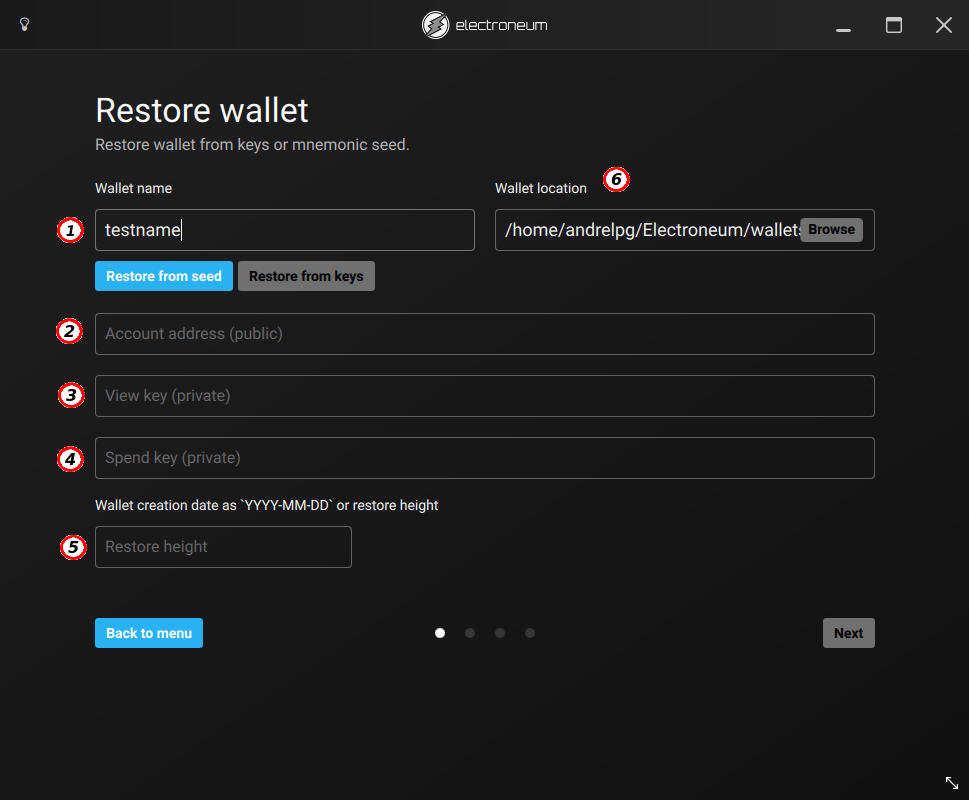 electroneum
Restore wallet
Restore wallet from keys or mnemonic seed.
Wallet name
Wallet location
6
1
testname
/home/andrelpg/Electroneum/wallets
Browse
Restore from seed
Restore from keys
2
Account address (public)
3
View key (private)
4
Spend key (private)
Wallet creation date as `YYYY-MM-DD` or restore height
5
Restore height
Back to menu
Next